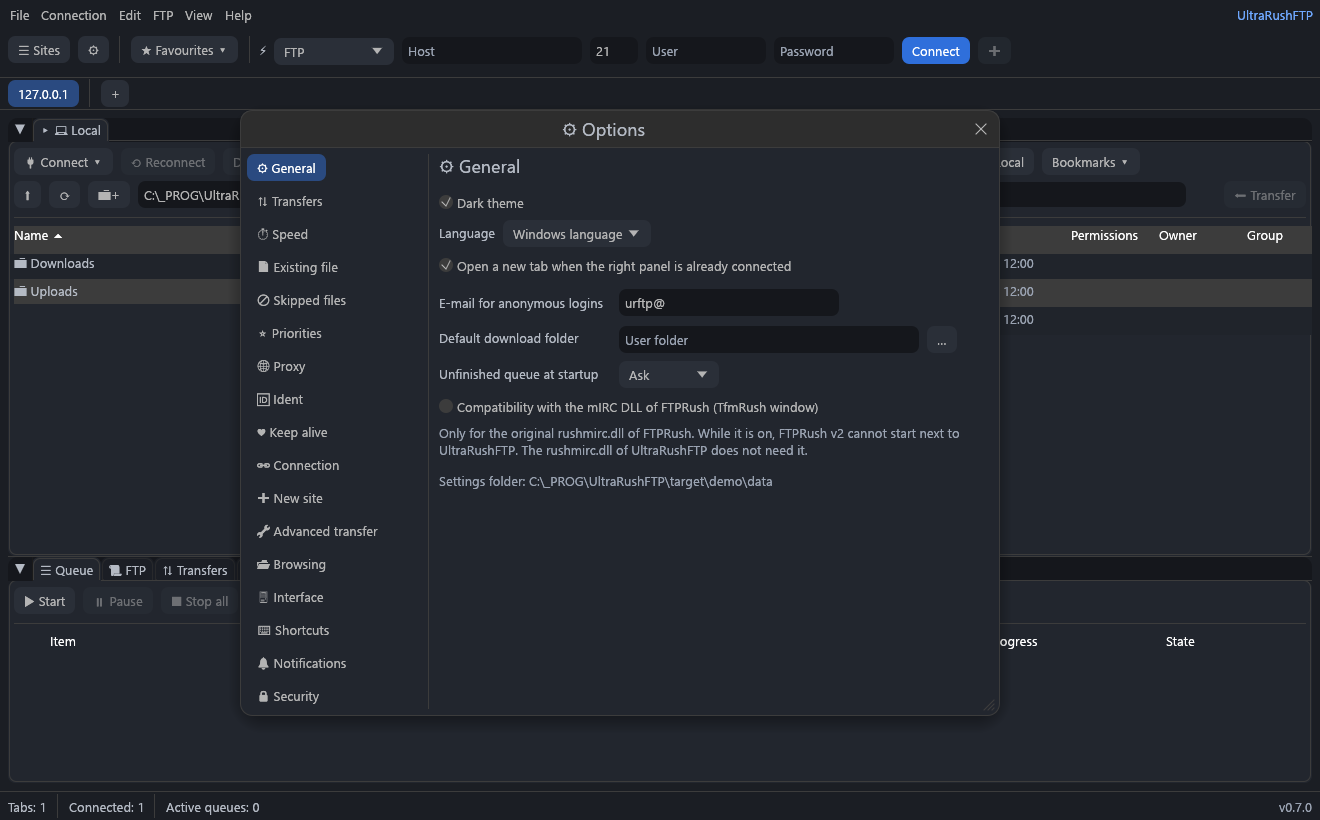 File Connection Edit FTP View Help UltraRushFTP
Sites Favourites FTP Host 21 User Password Connect +
127.0.0.1 +
Local
Options
Connect Reconnect D ocal Bookmarks
C:\_PROG\UltraR Transfer
Name Permissions Owner Group
Downloads 12:00
Uploads 12:00
12:00
General
Transfers
Speed
Existing file
Skipped files
Priorities
Proxy
Ident
Keep alive
Connection
New site
Advanced transfer
Browsing
Interface
Shortcuts
Notifications
Security
General
Dark theme
Language Windows language
Open a new tab when the right panel is already connected
E-mail for anonymous logins urftp@
Default download folder User folder ...
Unfinished queue at startup Ask
Compatibility with the mIRC DLL of FTPRush (TfmRush window)
Only for the original rushmirc.dll of FTPRush. While it is on, FTPRush v2 cannot start next to
UltraRushFTP. The rushmirc.dll of UltraRushFTP does not need it.
Settings folder: C:\_PROG\UltraRushFTP\target\demo\data
Queue FTP Transfers
Start Pause Stop all
Item ogress State
Tabs: 1 Connected: 1 Active queues: 0 v0.7.0